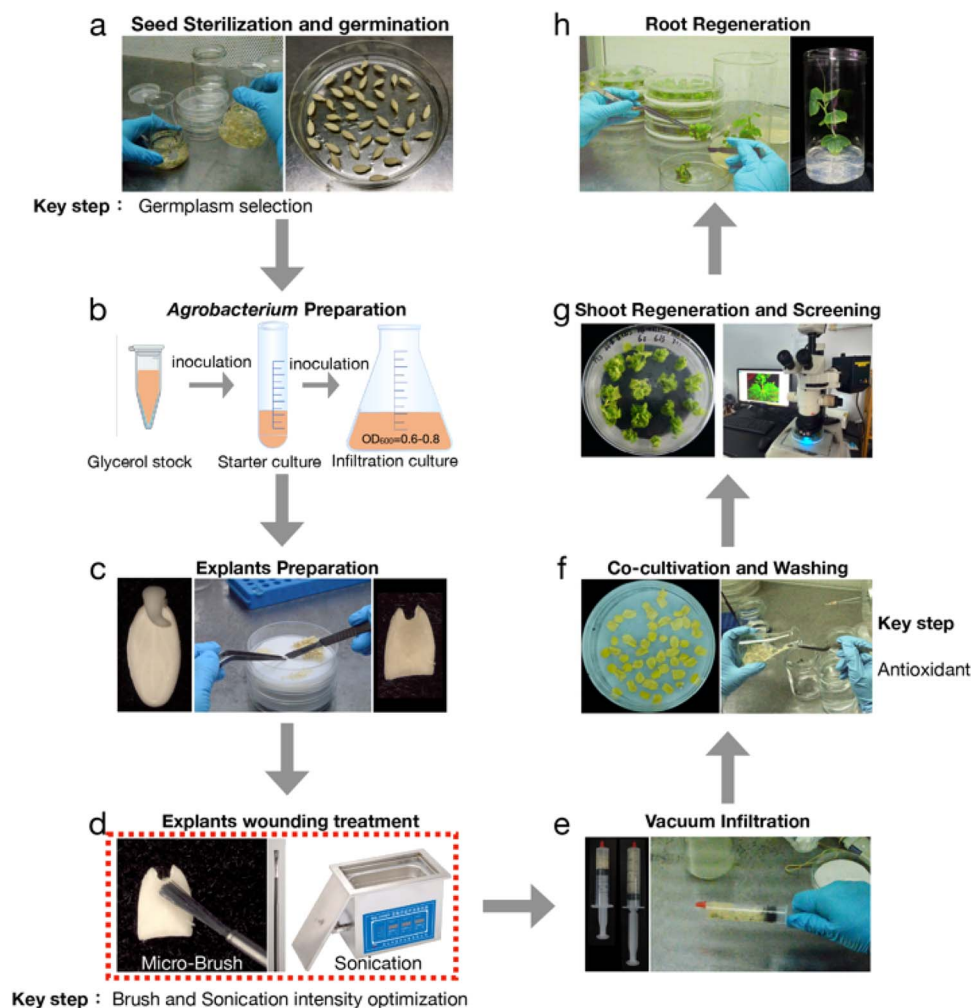 a
Seed Sterilization and germination
Key step： Germplasm selection
b
Agrobacterium Preparation
inoculation
inoculation
OD600=0.6-0.8
Glycerol stock
Starter culture
Infiltration culture
c
Explants Preparation
d
Explants wounding treatment
Micro-Brush
Sonication
Key step： Brush and Sonication intensity optimization
e
Vacuum Infiltration
f
Co-cultivation and Washing
Key step
Antioxidant
g
Shoot Regeneration and Screening
h
Root Regeneration